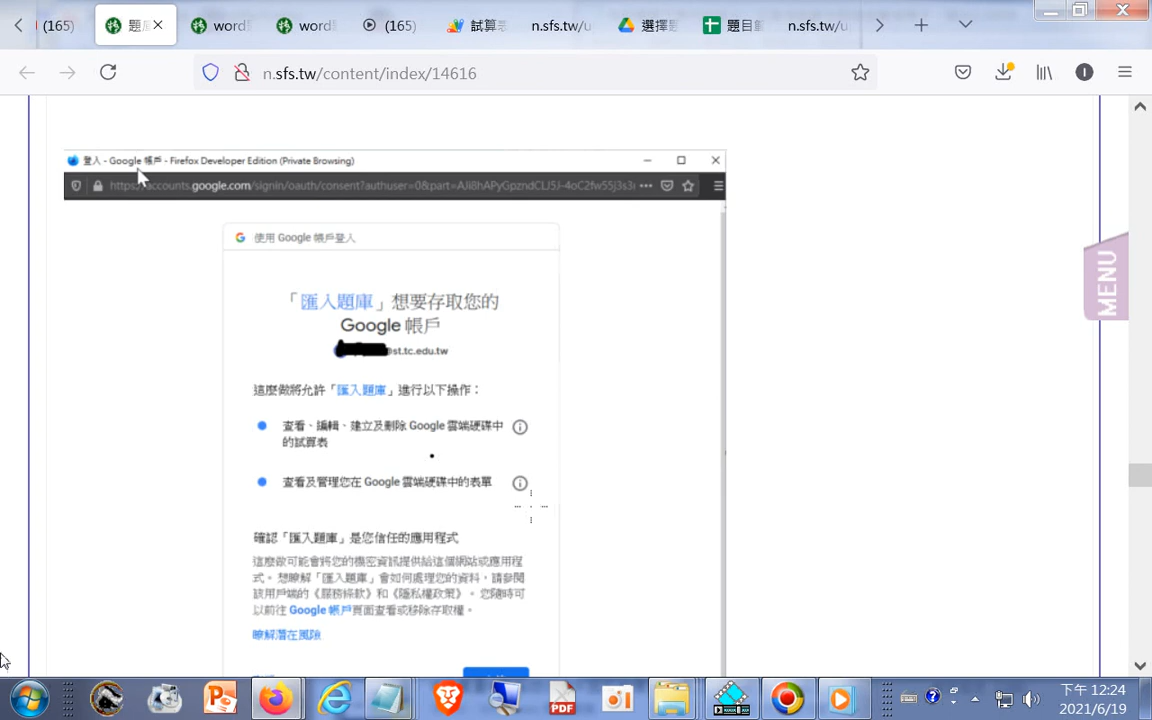 (165)
題庫
word
word
(165)
試算表
n.sfs.tw/u
選擇題
題目銀
n.sfs.tw/u
n.sfs.tw/content/index/14616
登入 - Google 帳戶 - Firefox Developer Edition (Private Browsing)
accounts.google.com/signin/oauth/consent?authuser=0&part=
使用 Google 帳戶登入
「匯入題庫」想要存取您的
Google 帳戶
@st.tc.edu.tw
這麼做將允許「匯入題庫」進行以下操作：
查看、編輯、建立及刪除 Google 雲端硬碟中
的試算表
查看及管理您在 Google 雲端硬碟中的表單
確認「匯入題庫」是您信任的應用程式
這麼做可能會將您的機密資訊提供給這個網站或應用程
式。想瞭解「匯入題庫」會如何處理您的資料，請參閱
該用戶端的《服務條款》和《隱私權政策》。您隨時可
以前往 Google 帳戶頁面查看或移除存取權。
瞭解潛在風險
MENU
PDF
下午 12:24
2021/6/19